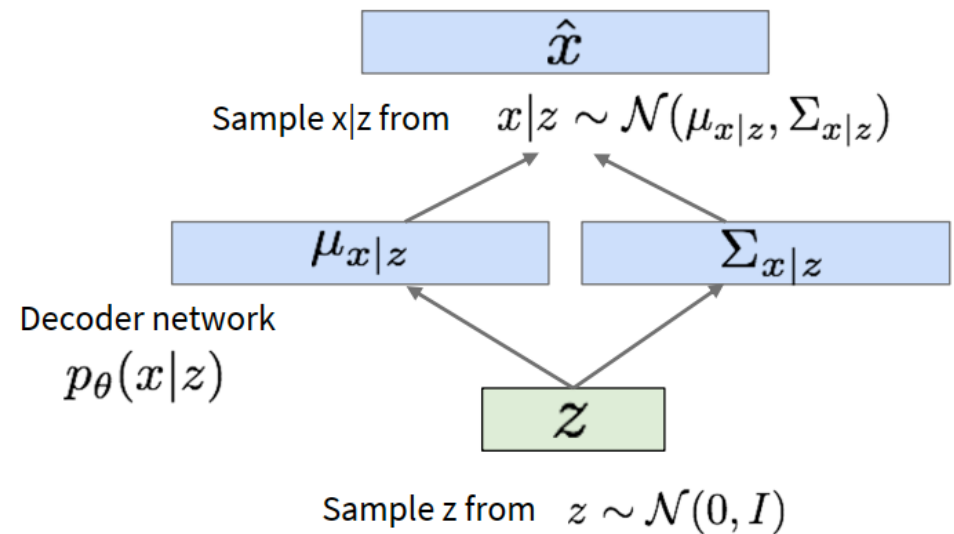 x̂
Sample x|z from x|z ∼ 𝒩(μ_{x|z}, Σ_{x|z})
μ_{x|z}
Σ_{x|z}
Decoder network
p_θ(x|z)
z
Sample z from z ∼ 𝒩(0, I)